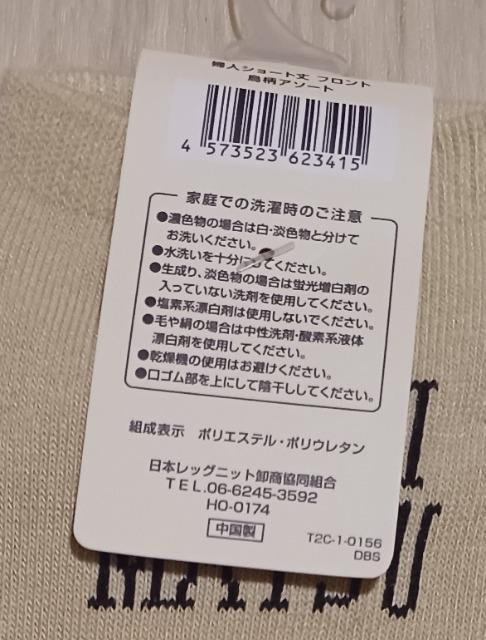 婦人ショート丈 フロント
鳥柄アソート
4 573523 623415
家庭での洗濯時のご注意
●濃色物の場合は白・淡色物と分けて
お洗いください。
●水洗いを十分にしてください。
●生成り、淡色物の場合は蛍光増白剤の
入っていない洗剤を使用してください。
●塩素系漂白剤は使用しないでください。
●毛や絹の場合は中性洗剤・酸素系液体
漂白剤を使用してください。
●乾燥機の使用はお避けください。
●口ゴム部を上にして陰干ししてください。
組成表示 ポリエステル・ポリウレタン
日本レッグニット卸商協同組合
TEL.06-6245-3592
HO-0174
中国製
T2C-1-0156
DBS